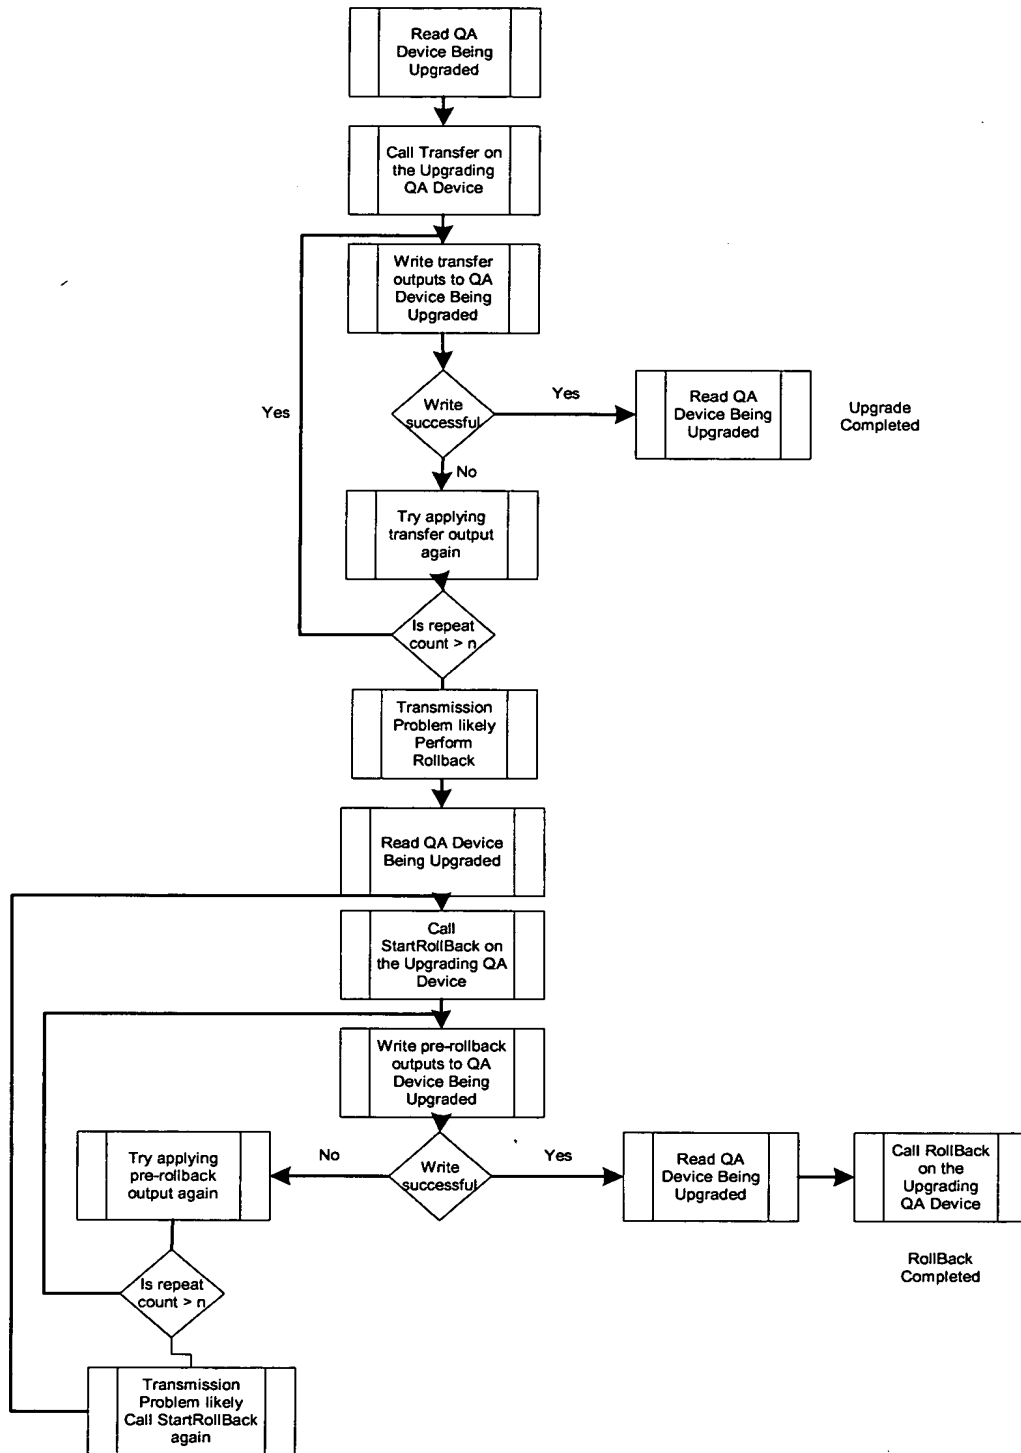 Read QA
Device Being
Upgraded
Call Transfer on
the Upgrading
QA Device
Write transfer
outputs to QA
Device Being
Upgraded
Yes
Write
successful
Yes
Read QA
Device Being
Upgraded
Upgrade
Completed
No
Try applying
transfer output
again
Is repeat
count > n
Transmission
Problem likely
Perform
Rollback
Read QA Device
Being Upgraded
Call
StartRollBack on
the Upgrading QA
Device
Write pre-rollback
outputs to QA
Device Being
Upgraded
Try applying
pre-rollback
output again
No
Write
successful
Yes
Read QA
Device Being
Upgraded
Call RollBack
on the
Upgrading
QA Device
RollBack
Completed
Is repeat
count > n
Transmission
Problem likely
Call StartRollBack
again